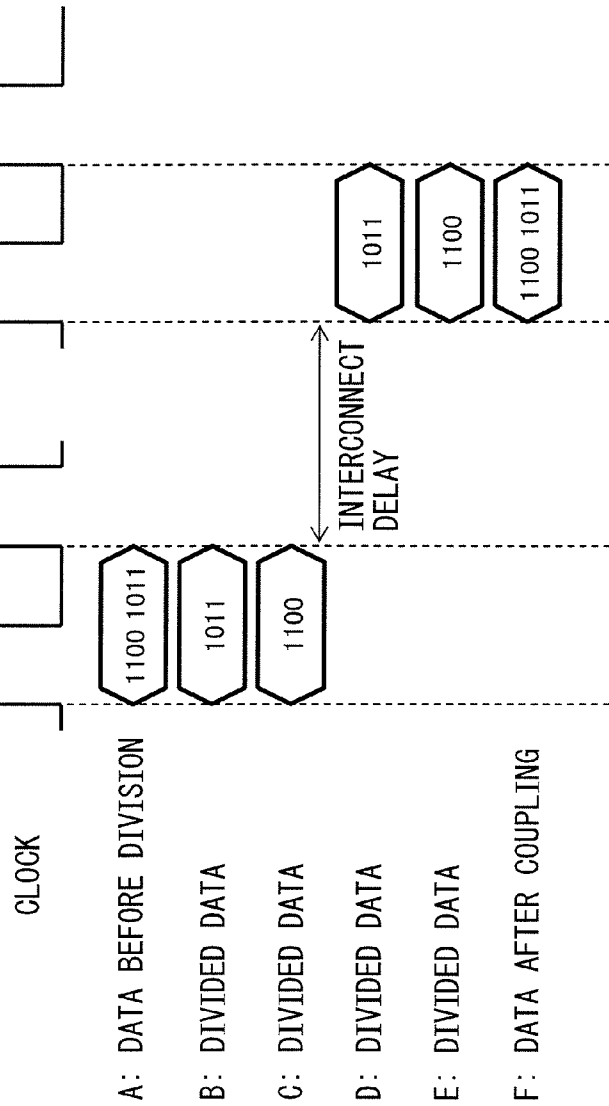 CLOCK
A: DATA BEFORE DIVISION
1100 1011
B: DIVIDED DATA
1011
C: DIVIDED DATA
1100
INTERCONNECT
DELAY
D: DIVIDED DATA
1011
E: DIVIDED DATA
1100
F: DATA AFTER COUPLING
1100 1011